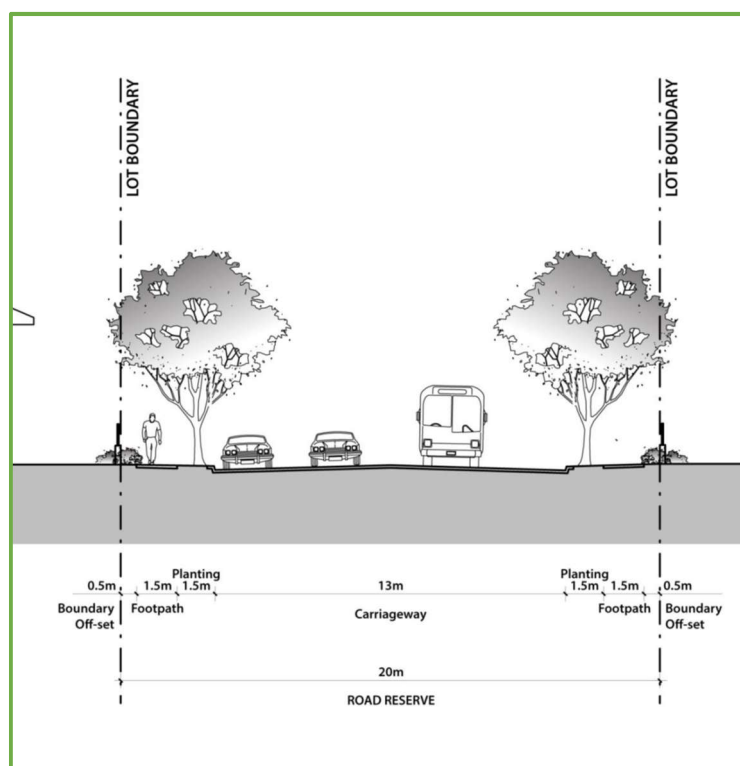 LOT BOUNDARY
LOT BOUNDARY
Planting
Planting
0.5m 1.5m 1.5m 13m 1.5m 1.5m 0.5m
Boundary Footpath Carriageway Footpath Boundary
Off-set
Off-set
20m
ROAD RESERVE